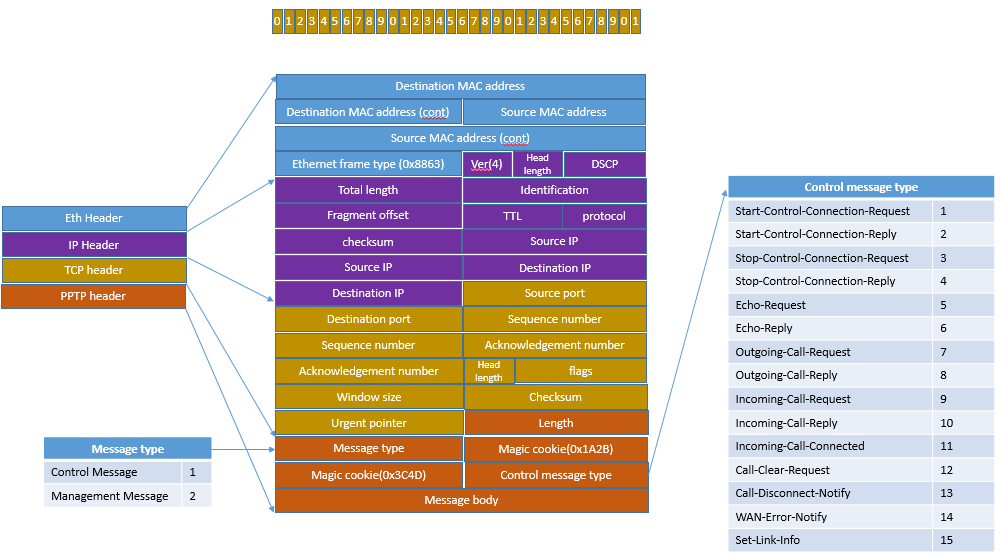 0 1 2 3 4 5 6 7 8 9 0 1 2 3 4 5 6 7 8 9 0 1 2 3 4 5 6 7 8 9 0 1
Destination MAC address
Destination MAC address (cont) Source MAC address
Source MAC address (cont)
Ethernet frame type (0x8863) Ver(4) Head length DSCP
Total length Identification
Fragment offset TTL protocol
checksum Source IP
Source IP Destination IP
Destination IP Source port
Destination port Sequence number
Sequence number Acknowledgement number
Acknowledgement number Head length flags
Window size Checksum
Urgent pointer Length
Message type Magic cookie(0x1A2B)
Magic cookie(0x3C4D) Control message type
Message body
Eth Header
IP Header
TCP header
PPTP header
Message type
Control Message 1
Management Message 2
Control message type
Start-Control-Connection-Request 1
Start-Control-Connection-Reply 2
Stop-Control-Connection-Request 3
Stop-Control-Connection-Reply 4
Echo-Request 5
Echo-Reply 6
Outgoing-Call-Request 7
Outgoing-Call-Reply 8
Incoming-Call-Request 9
Incoming-Call-Reply 10
Incoming-Call-Connected 11
Call-Clear-Request 12
Call-Disconnect-Notify 13
WAN-Error-Notify 14
Set-Link-Info 15